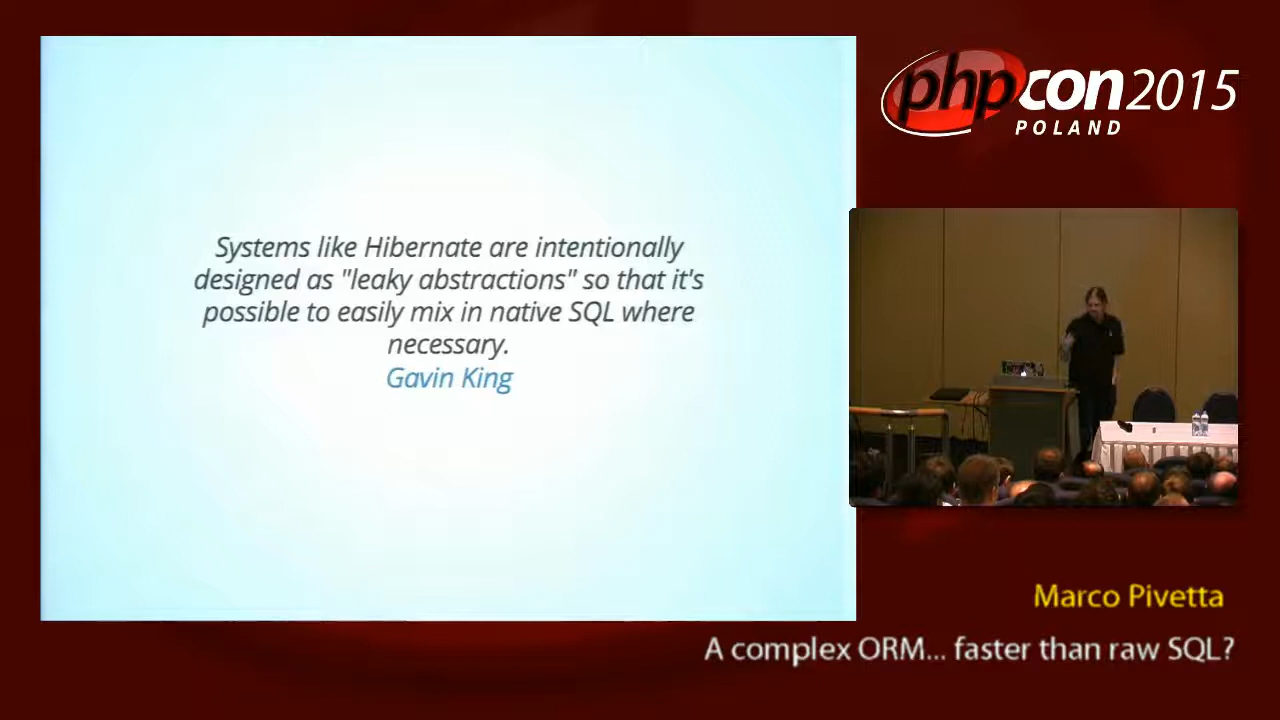 Systems like Hibernate are intentionally
designed as "leaky abstractions" so that it's
possible to easily mix in native SQL where
necessary.
Gavin King
phpcon2015
POLAND
Marco Pivetta
A complex ORM... faster than raw SQL?